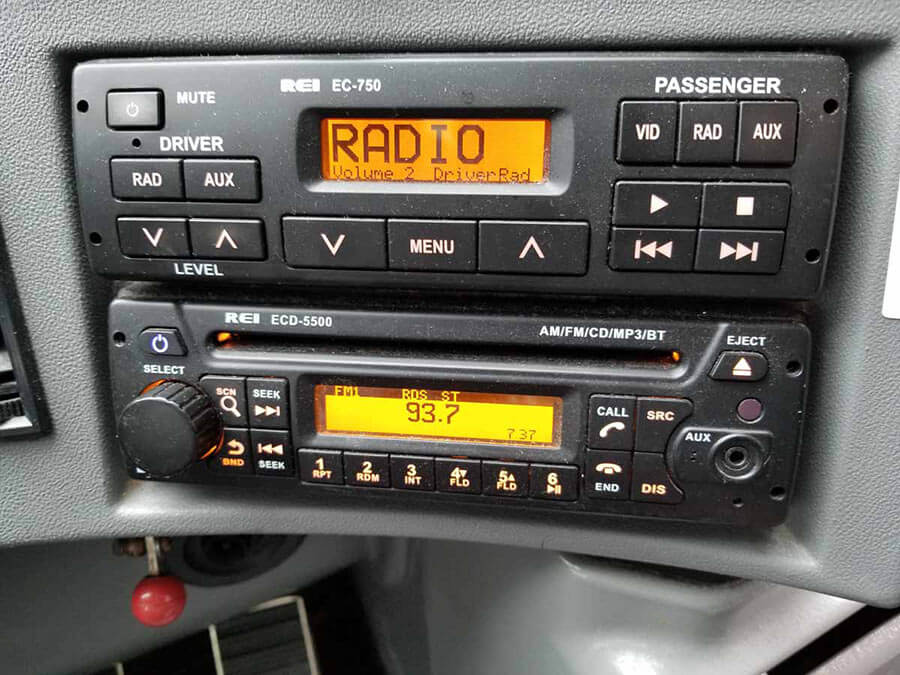 REI EC-750
MUTE
DRIVER
RAD AUX
LEVEL
RADIO
Volume 2 DriverRad
MENU
PASSENGER
VID RAD AUX
REI ECD-5500
AM/FM/CD/MP3/BT
EJECT
SELECT
SCN SEEK
BND SEEK
FM1 RDS ST
93.7
7 37
1 RPT
2 RDM
3 INT
4 FLD
5 FLD
6
CALL SRC
END DIS
AUX